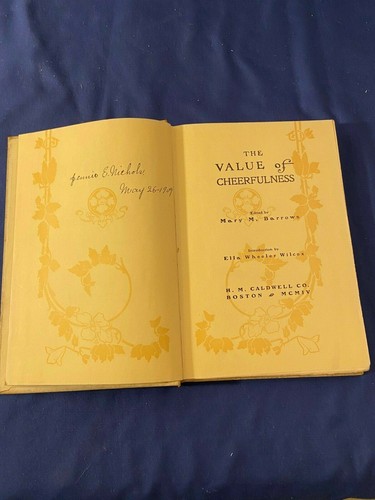 Jennie E. Nichols
May 26-1909
THE
VALUE of
CHEERFULNESS
Edited by
Mary M. Barrows
Introduction by
Ella Wheeler Wilcox
H. M. CALDWELL CO.
BOSTON MCMIV